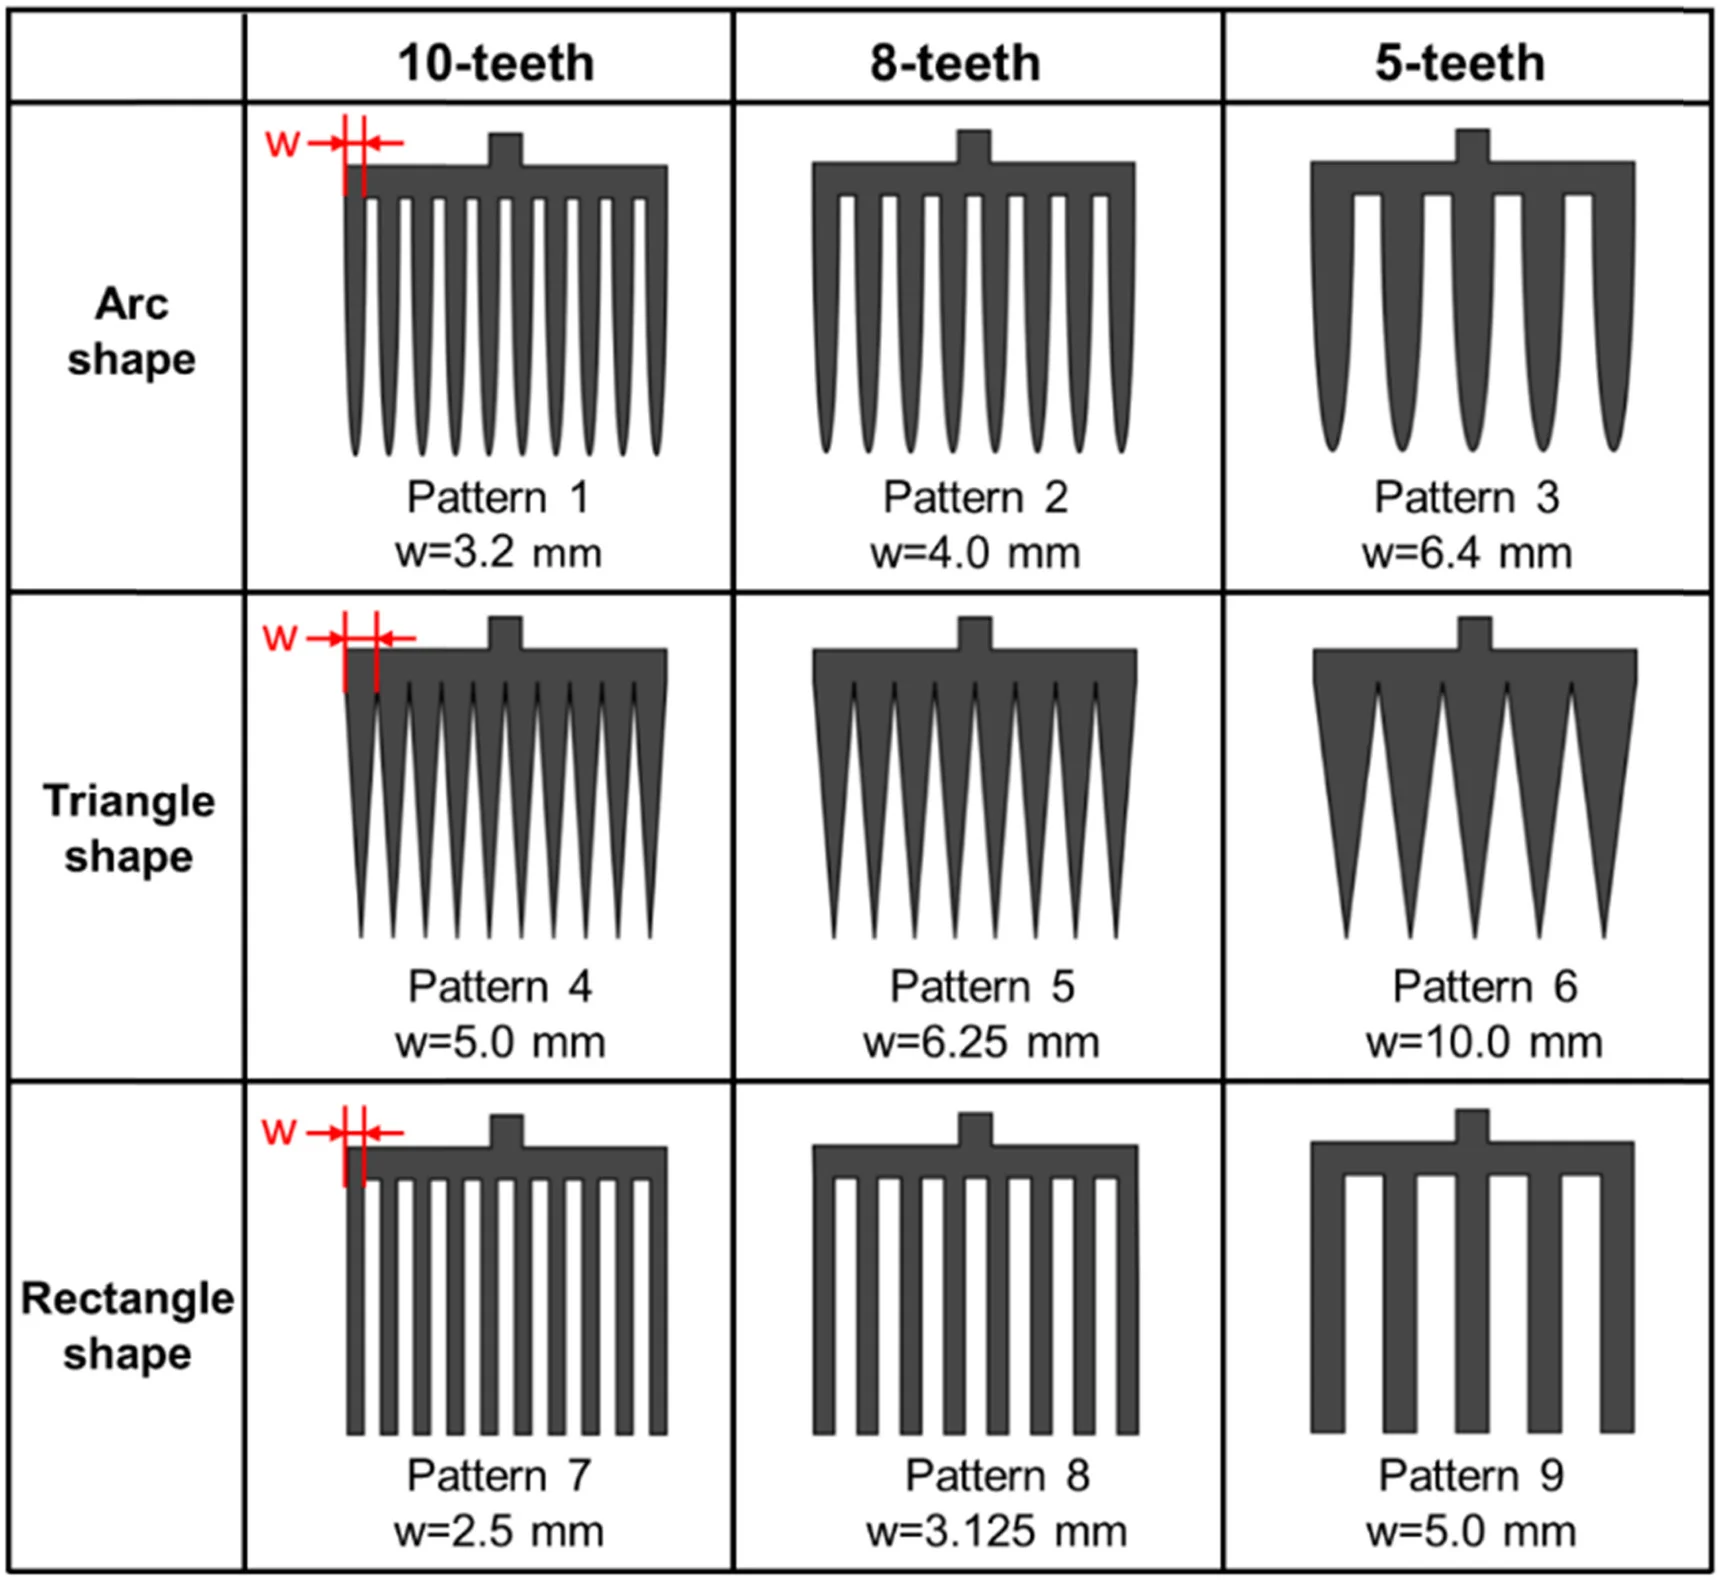 10-teeth
8-teeth
5-teeth
Arc
shape
w
Pattern 1
w=3.2 mm
Pattern 2
w=4.0 mm
Pattern 3
w=6.4 mm
Triangle
shape
w
Pattern 4
w=5.0 mm
Pattern 5
w=6.25 mm
Pattern 6
w=10.0 mm
Rectangle
shape
w
Pattern 7
w=2.5 mm
Pattern 8
w=3.125 mm
Pattern 9
w=5.0 mm